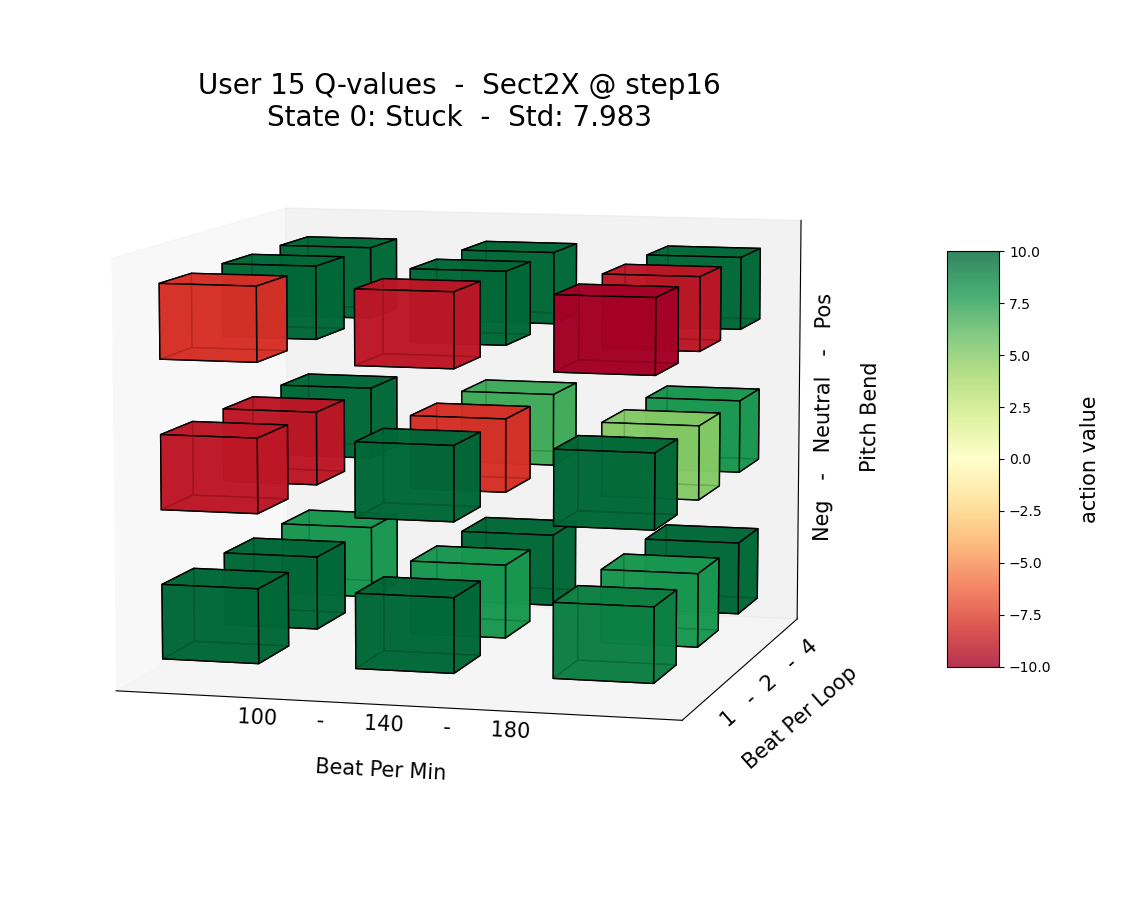 User 15 Q-values  -  Sect2X @ step16
State 0: Stuck  -  Std: 7.983
Neg  -  Neutral  -  Pos
Pitch Bend
100  -  140  -  180
Beat Per Min
1  -  2  -  4
Beat Per Loop
10.0
7.5
5.0
2.5
0.0
−2.5
−5.0
−7.5
−10.0
action value